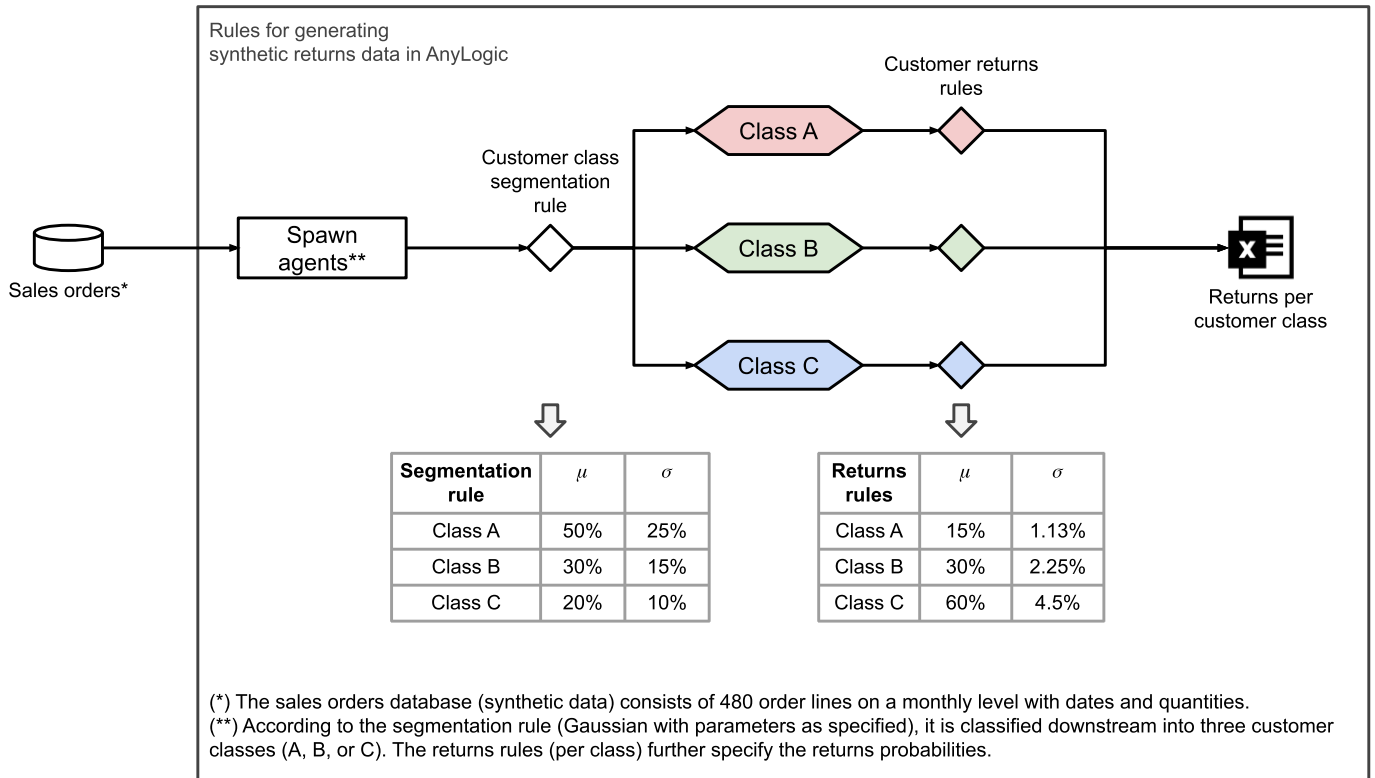 Rules for generating
synthetic returns data in AnyLogic
Customer returns
rules
Class A
Customer class
segmentation
rule
Spawn
agents**
Class B
X
Sales orders*
Returns per
customer class
Class C
Segmentation
rule
μ
σ
Class A
50%
25%
Class B
30%
15%
Class C
20%
10%
Returns
rules
μ
σ
Class A
15%
1.13%
Class B
30%
2.25%
Class C
60%
4.5%
(*) The sales orders database (synthetic data) consists of 480 order lines on a monthly level with dates and quantities.
(**) According to the segmentation rule (Gaussian with parameters as specified), it is classified downstream into three customer
classes (A, B, or C). The returns rules (per class) further specify the returns probabilities.